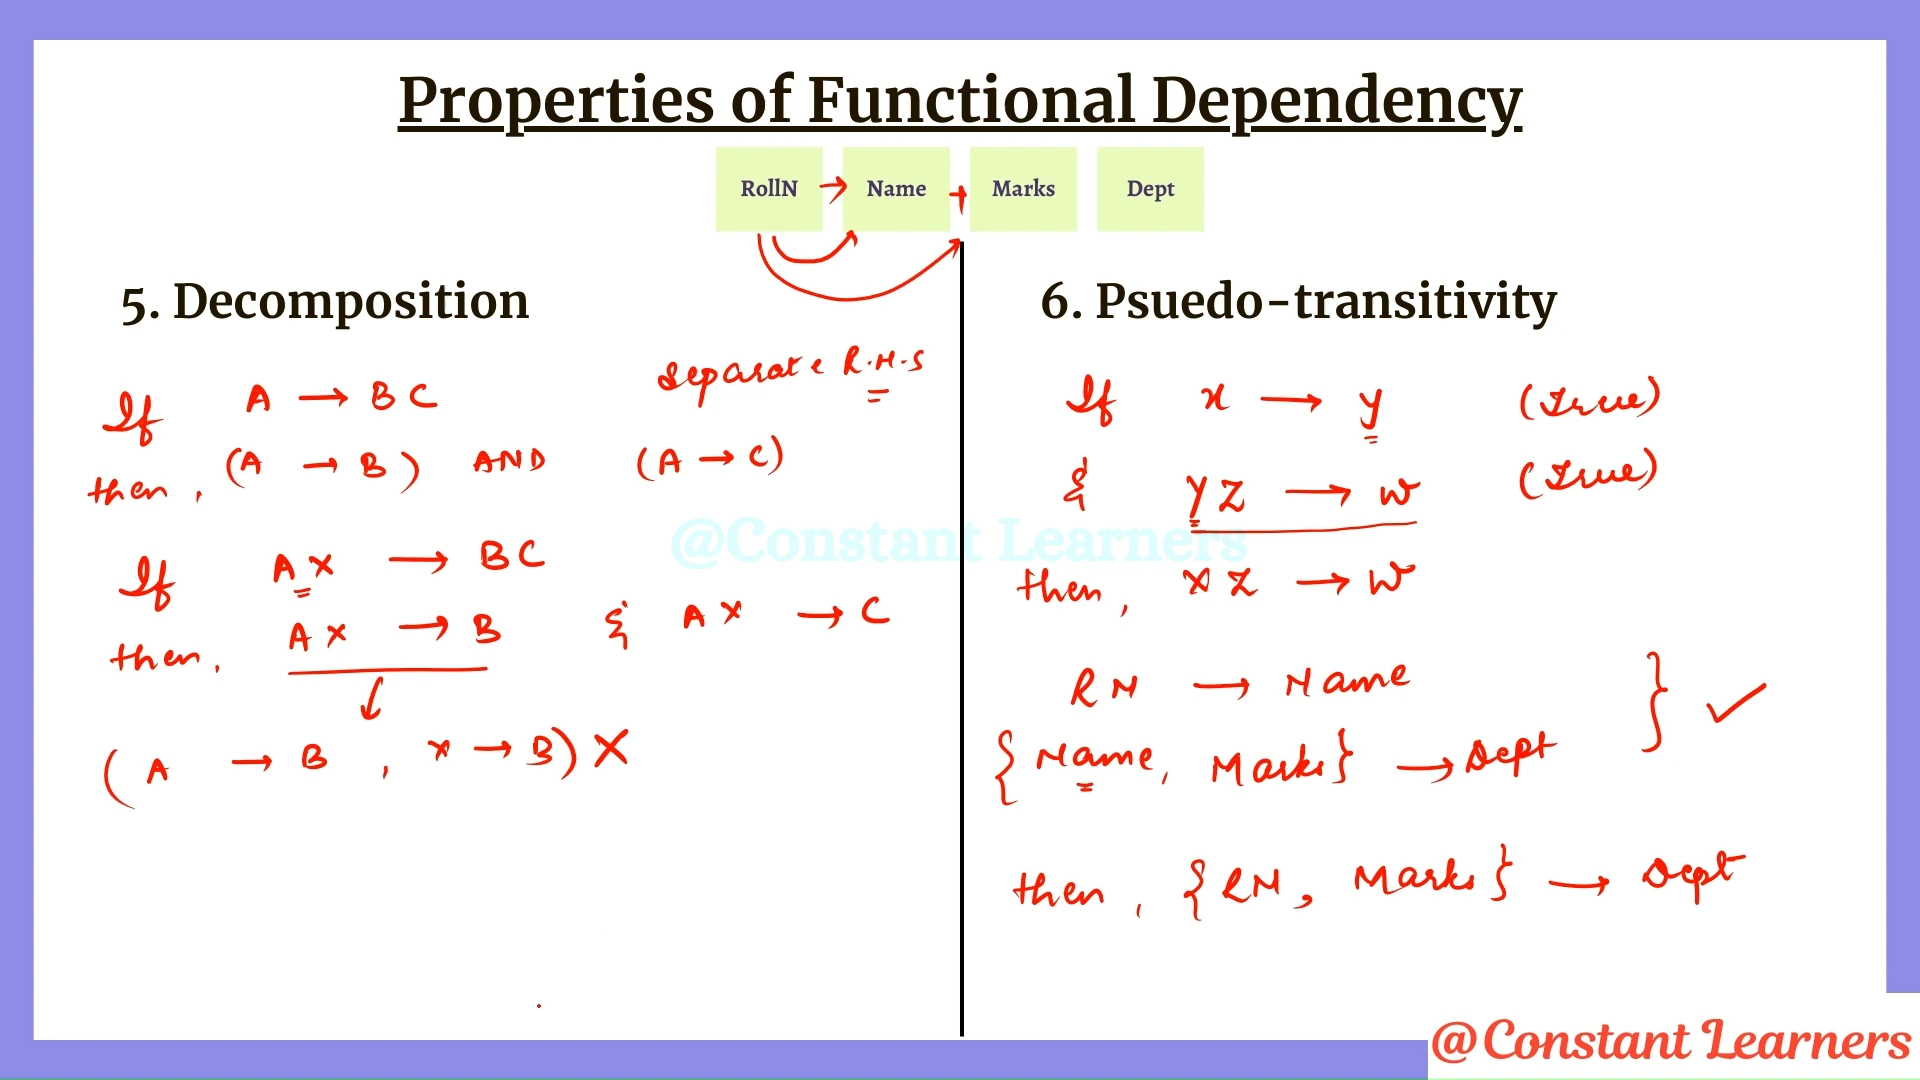 Properties of Functional Dependency
RollN → Name + Marks Dept
5. Decomposition
Separate R.H.S
If A → BC
then, (A → B) AND (A → C)
If AX → BC
then, AX → B & AX → C
(A → B, X → B) X
6. Psuedo-transitivity
If x → y (True)
& yz → w (True)
then, xz → w
RN → Name
{Name, Marks} → Dept } ✓
then, {RN, Marks} → Dept
@Constant Learners
@Constant Learners